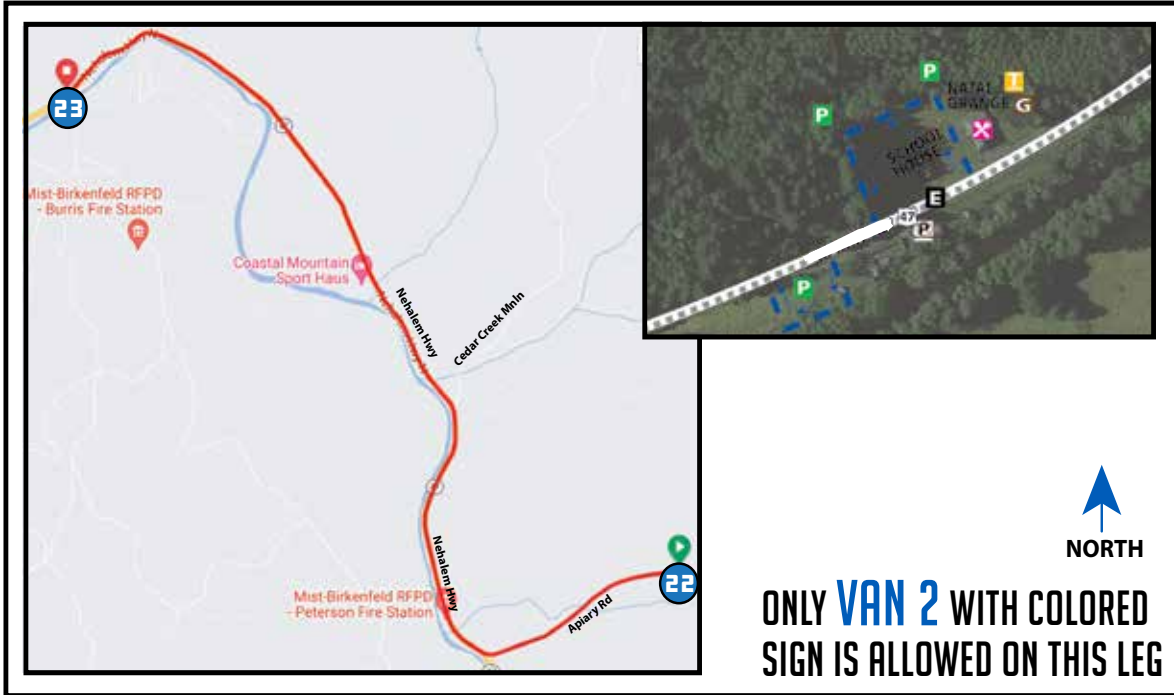 23
Mist-Birkenfeld RFPD
- Burris Fire Station
Coastal Mountain
Sport Haus
Nehalem Hwy
Cedar Creek Mnln
Nehalem Hwy
Mist-Birkenfeld RFPD
- Peterson Fire Station
Apiary Rd
22
P
P
NATAL
GRANGE
T
G
SCHOOL
HOUSE
E
47
P
P
NORTH
ONLY VAN 2 WITH COLORED
SIGN IS ALLOWED ON THIS LEG